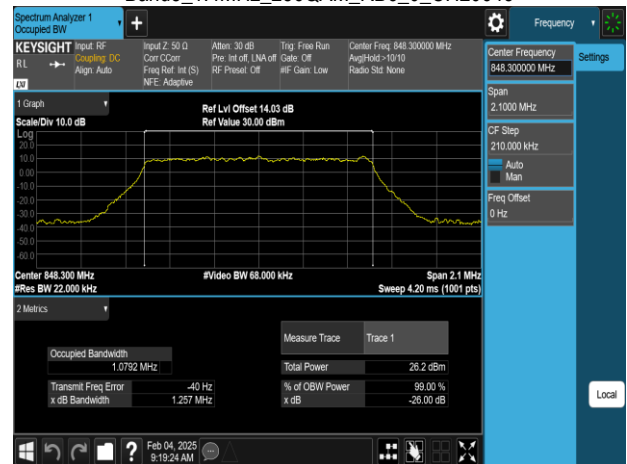 Spectrum Analyzer 1
Occupied BW
Frequency
KEYSIGHT
RL
LXI
Input: RF
Coupling: DC
Align: Auto
Input Z: 50 Ω
Corr CCorr
Freq Ref: Int (S)
NFE: Adaptive
Atten: 30 dB
Pre: Int off, LNA off
RF Preset: Off
Trig: Free Run
Gate: Off
#IF Gain: Low
Center Freq: 848.300000 MHz
Avg|Hold:>10/10
Radio Std: None
Center Frequency
848.300000 MHz
Settings
Span
2.1000 MHz
CF Step
210.000 kHz
Auto
Man
Freq Offset
0 Hz
1 Graph
Scale/Div 10.0 dB
Ref Lvl Offset 14.03 dB
Ref Value 30.00 dBm
Log
20.0
10.0
0.00
-10.0
-20.0
-30.0
-40.0
-50.0
-60.0
Center 848.300 MHz
#Video BW 68.000 kHz
Span 2.1 MHz
#Res BW 22.000 kHz
Sweep 4.20 ms (1001 pts)
2 Metrics
Measure Trace Trace 1
Occupied Bandwidth
1.0792 MHz
Total Power 26.2 dBm
Transmit Freq Error -40 Hz
% of OBW Power 99.00 %
x dB Bandwidth 1.257 MHz
x dB -26.00 dB
Local
Feb 04, 2025
9:19:24 AM